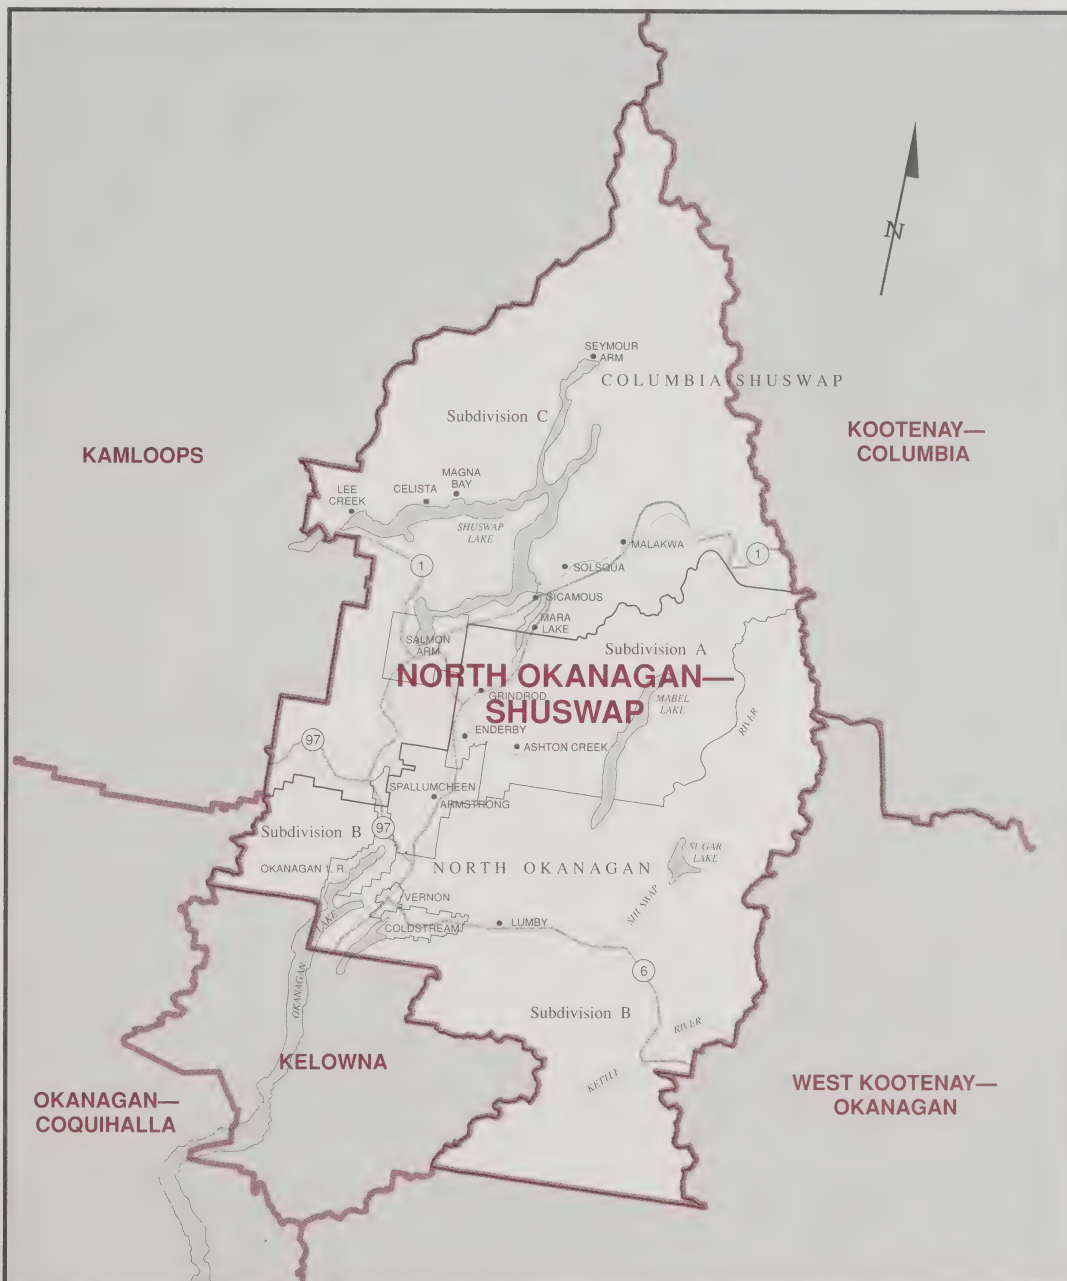 N
SEYMOUR
ARM
COLUMBIA SHUSWAP
Subdivision C
KAMLOOPS
KOOTENAY—
COLUMBIA
MAGNA
BAY
LEE
CREEK
CELISTA
SHUSWAP
LAKE
MALAKWA
1
1
SOLSQUA
SICAMOUS
MARA
LAKE
SALMON
ARM
Subdivision A
NORTH OKANAGAN—
SHUSWAP
GRINDROD
MABEL
LAKE
RIVER
ENDERBY
97
ASHTON CREEK
SPALLUMCHEEN
ARMSTRONG
Subdivision B
97
OKANAGAN I. R.
NORTH OKANAGAN
SUGAR
LAKE
SHUSWAP
VERNON
LAKE
COLDSTREAM
LUMBY
6
OKANAGAN
Subdivision B
RIVER
KETTLE
KELOWNA
OKANAGAN—
COQUIHALLA
WEST KOOTENAY—
OKANAGAN